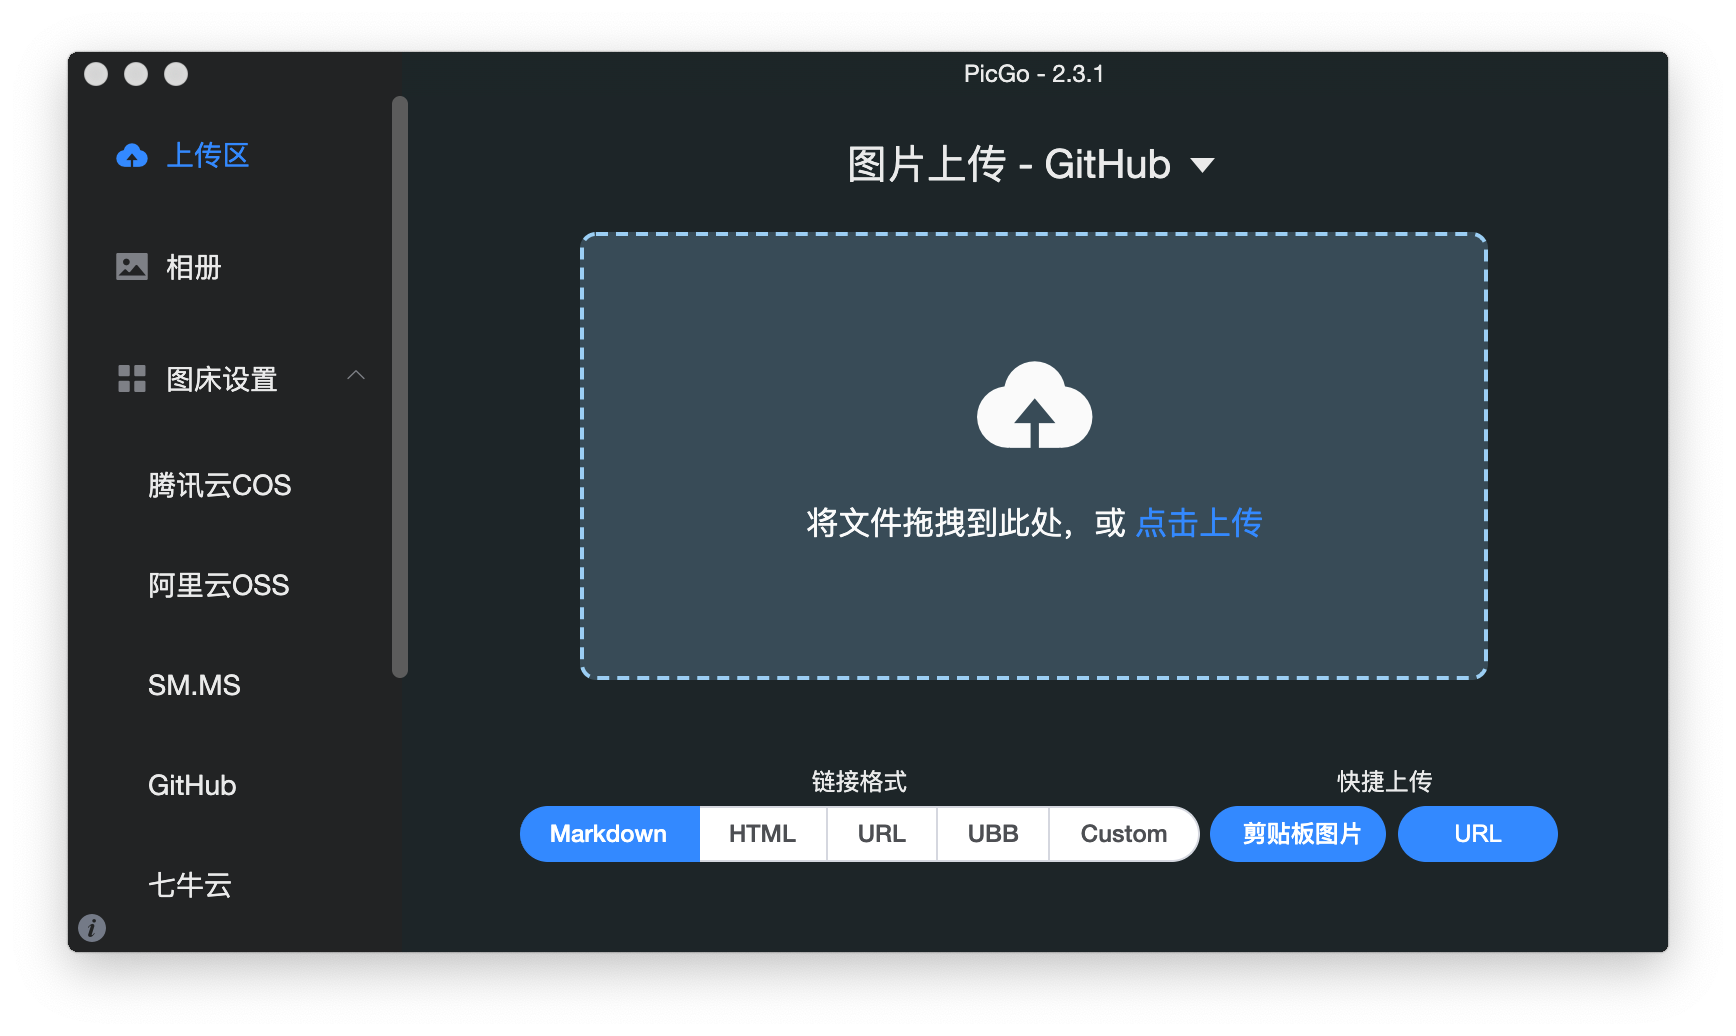 PicGo - 2.3.1
上传区
相册
图床设置
腾讯云COS
阿里云OSS
SM.MS
GitHub
七牛云
图片上传 - GitHub
将文件拖拽到此处，或 点击上传
链接格式
Markdown HTML URL UBB Custom
快捷上传
剪贴板图片 URL